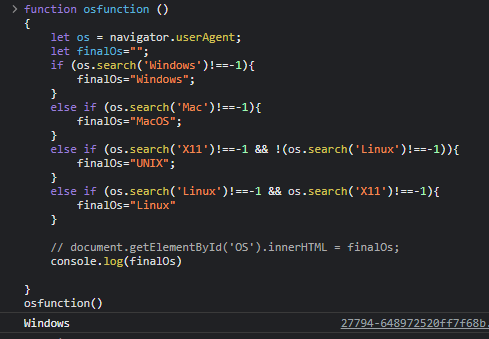 > function osfunction ()
{
    let os = navigator.userAgent;
    let finalOs="";
    if (os.search('Windows')!==-1){
        finalOs="Windows";
    }
    else if (os.search('Mac')!==-1){
        finalOs="MacOS";
    }
    else if (os.search('X11')!==-1 && !(os.search('Linux')!==-1)){
        finalOs="UNIX";
    }
    else if (os.search('Linux')!==-1 && os.search('X11')!==-1){
        finalOs="Linux"
    }
    // document.getElementById('OS').innerHTML = finalOs;
    console.log(finalOs)
}
osfunction()
Windows 27794-648972520ff7f68b.